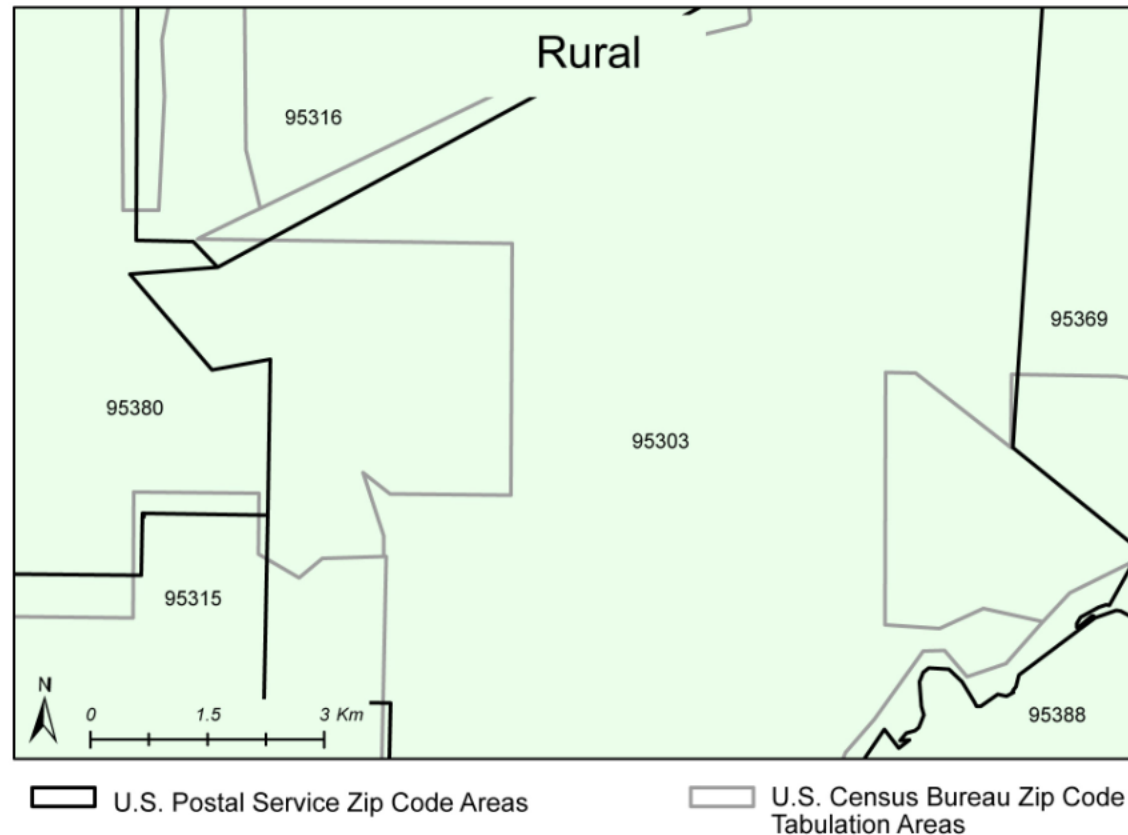 Rural
95316
95369
95380
95303
95315
N
0 1.5 3 Km
95388
U.S. Postal Service Zip Code Areas
U.S. Census Bureau Zip Code
Tabulation Areas